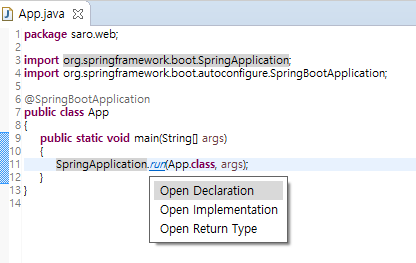 App.java
1 package saro.web;
2
3 import org.springframework.boot.SpringApplication;
4 import org.springframework.boot.autoconfigure.SpringBootApplication;
5
6 @SpringBootApplication
7 public class App
8 {
9 public static void main(String[] args)
10 {
11 SpringApplication.run(App.class, args);
12 }
13 }
14
Open Declaration
Open Implementation
Open Return Type